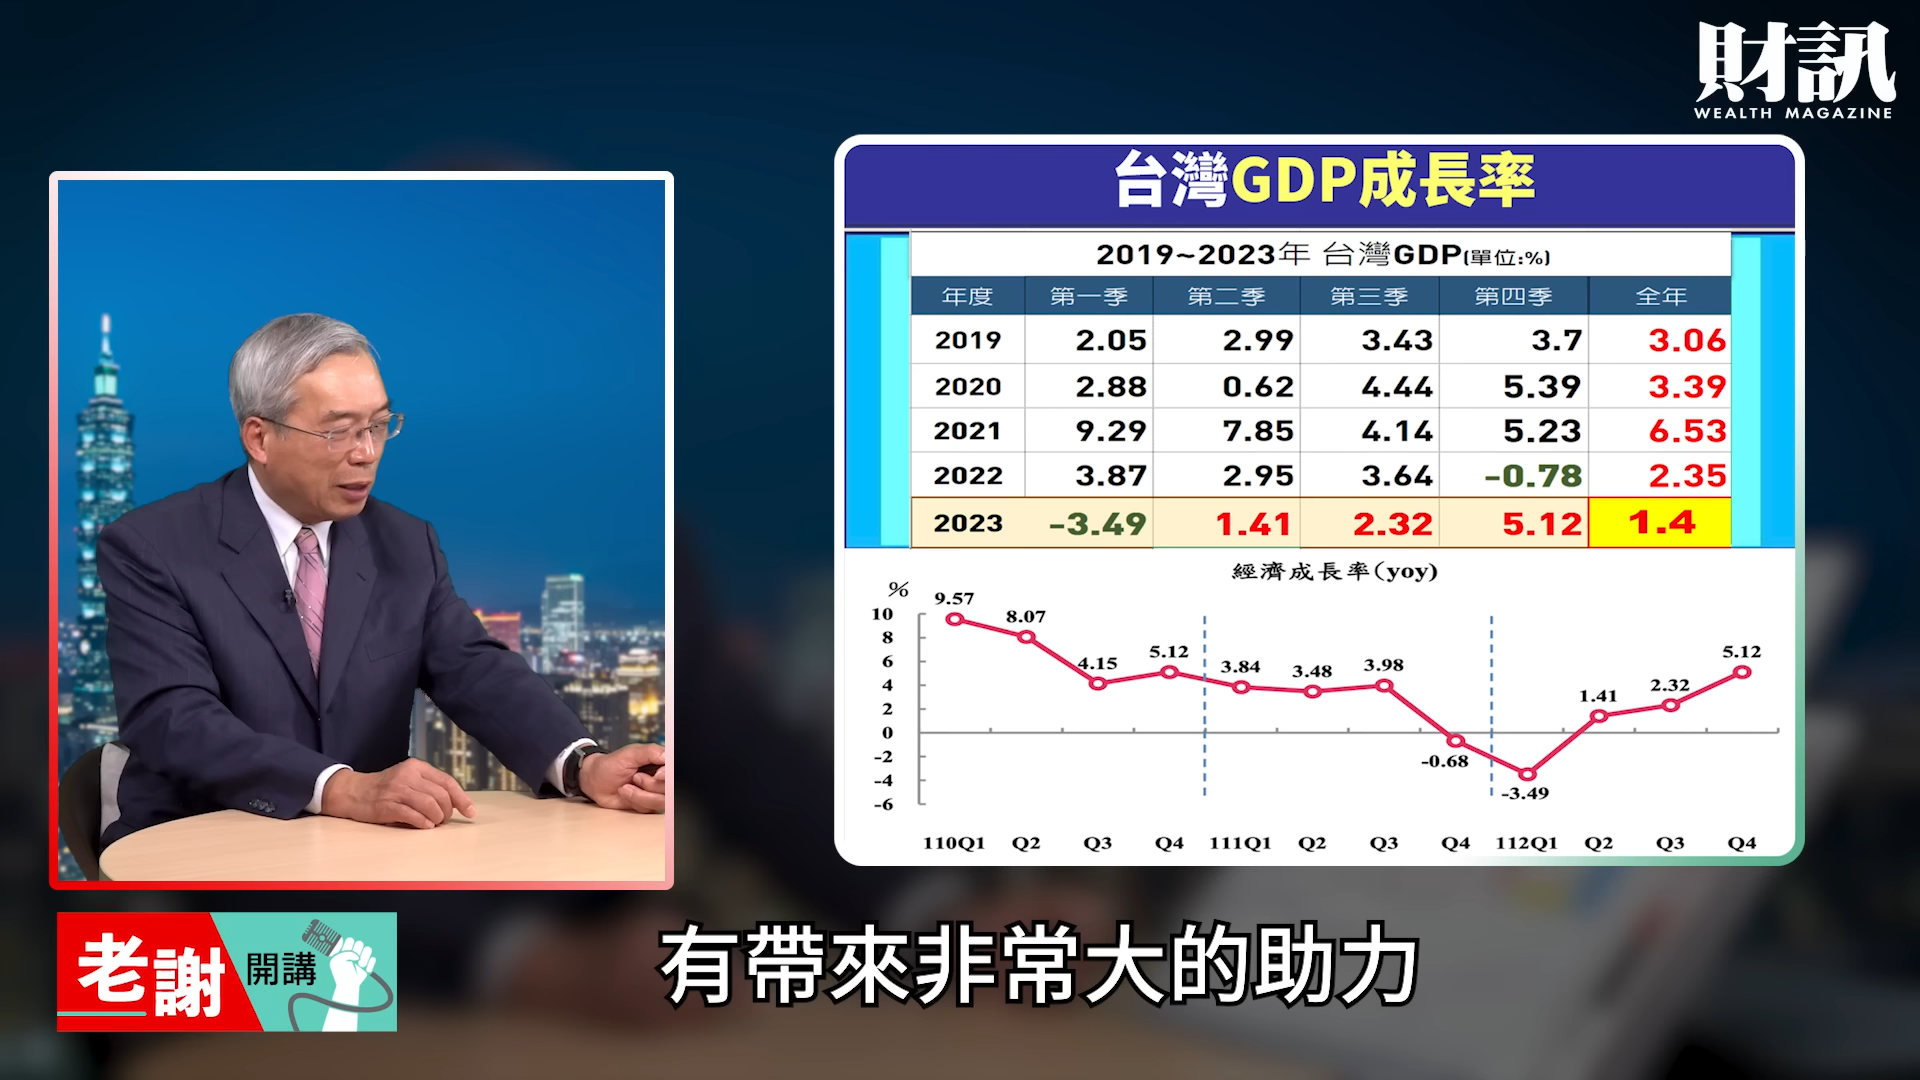 財訊
WEALTH MAGAZINE
台灣GDP成長率
2019~2023年 台灣GDP(單位:%)
年度 第一季 第二季 第三季 第四季 全年
2019 2.05 2.99 3.43 3.7 3.06
2020 2.88 0.62 4.44 5.39 3.39
2021 9.29 7.85 4.14 5.23 6.53
2022 3.87 2.95 3.64 -0.78 2.35
2023 -3.49 1.41 2.32 5.12 1.4
經濟成長率(yoy)
%
10
8
6
4
2
0
-2
-4
-6
9.57 8.07 4.15 5.12 3.84 3.48 3.98 -0.68 -3.49 1.41 2.32 5.12
110Q1 Q2 Q3 Q4 111Q1 Q2 Q3 Q4 112Q1 Q2 Q3 Q4
老謝 開講
有帶來非常大的助力